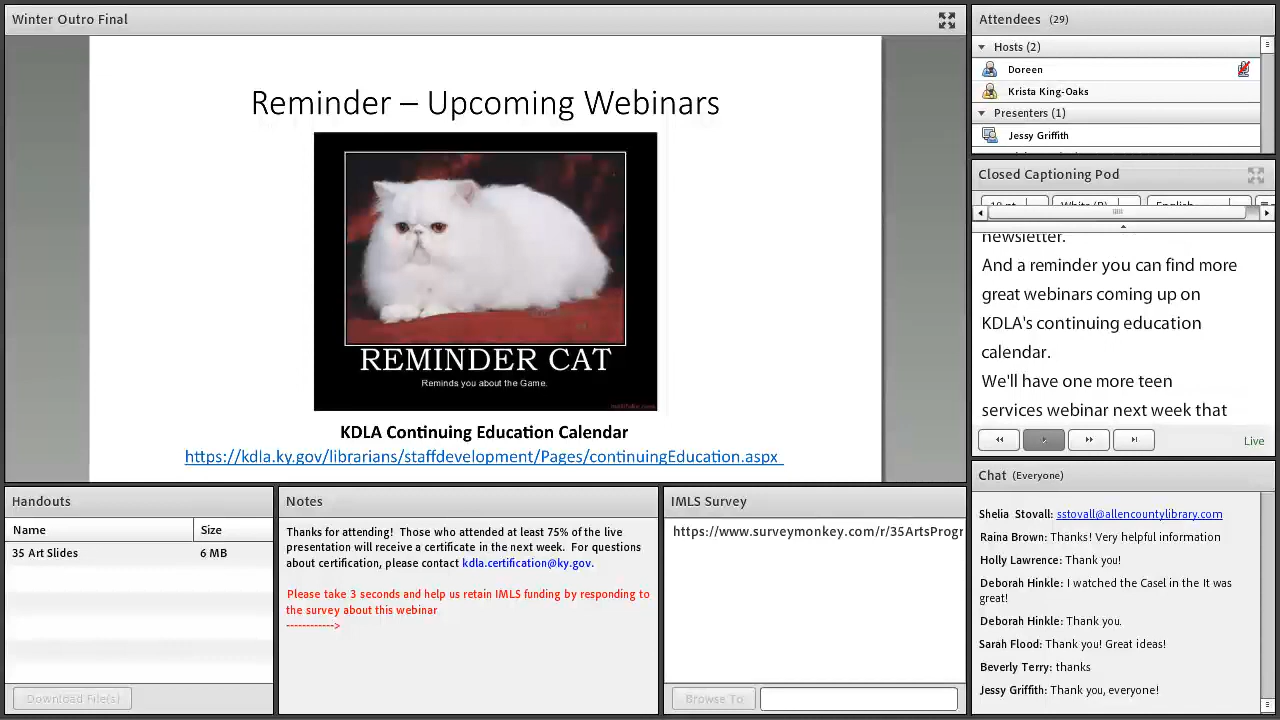 Winter Outro Final
Reminder – Upcoming Webinars
REMINDER CAT
Reminds you about the Game.
KDLA Continuing Education Calendar
https://kdla.ky.gov/librarians/staffdevelopment/Pages/continuingEducation.aspx
Handouts
Name Size
35 Art Slides 6 MB
Download File(s)
Notes
Thanks for attending! Those who attended at least 75% of the live
presentation will receive a certificate in the next week. For questions
about certification, please contact kdla.certification@ky.gov.
Please take 3 seconds and help us retain IMLS funding by responding to
the survey about this webinar
------------>
IMLS Survey
https://www.surveymonkey.com/r/35ArtsProgr
Browse To
Attendees (29)
Hosts (2)
Doreen
Krista King-Oaks
Presenters (1)
Jessy Griffith
Closed Captioning Pod
newsletter.
And a reminder you can find more
great webinars coming up on
KDLA's continuing education
calendar.
We'll have one more teen
services webinar next week that
Live
Chat (Everyone)
Shelia Stovall: sstovall@allencountylibrary.com
Raina Brown: Thanks! Very helpful information
Holly Lawrence: Thank you!
Deborah Hinkle: I watched the Casel in the It was
great!
Deborah Hinkle: Thank you.
Sarah Flood: Thank you! Great ideas!
Beverly Terry: thanks
Jessy Griffith: Thank you, everyone!